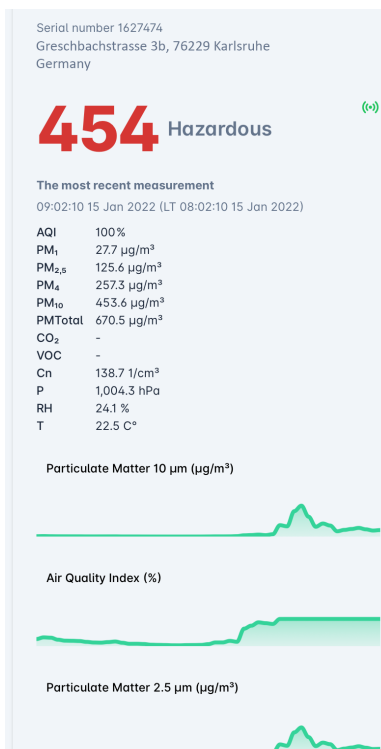 Serial number 1627474
Greschbachstrasse 3b, 76229 Karlsruhe
Germany
454 Hazardous
The most recent measurement
09:02:10 15 Jan 2022 (LT 08:02:10 15 Jan 2022)
AQI 100%
PM₁ 27.7 µg/m³
PM₂,₅ 125.6 µg/m³
PM₄ 257.3 µg/m³
PM₁₀ 453.6 µg/m³
PMTotal 670.5 µg/m³
CO₂ -
VOC -
Cn 138.7 1/cm³
P 1,004.3 hPa
RH 24.1 %
T 22.5 C°
Particulate Matter 10 µm (µg/m³)
Air Quality Index (%)
Particulate Matter 2.5 µm (µg/m³)